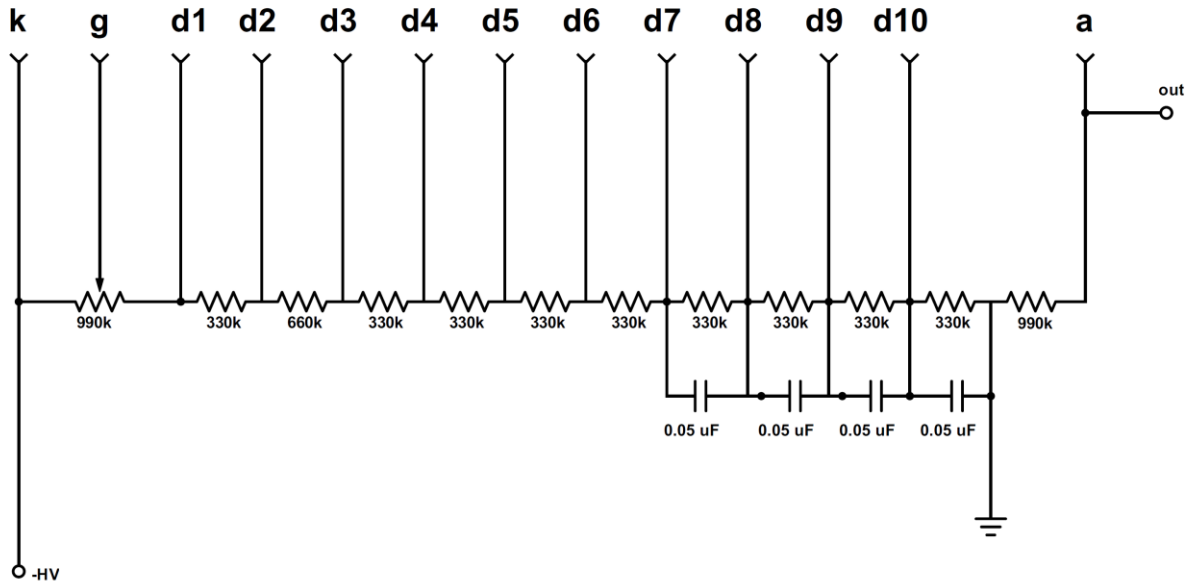 k g d1 d2 d3 d4 d5 d6 d7 d8 d9 d10 a
out
990k 330k 660k 330k 330k 330k 330k 330k 330k 330k 330k 990k
0.05 uF 0.05 uF 0.05 uF 0.05 uF
-HV